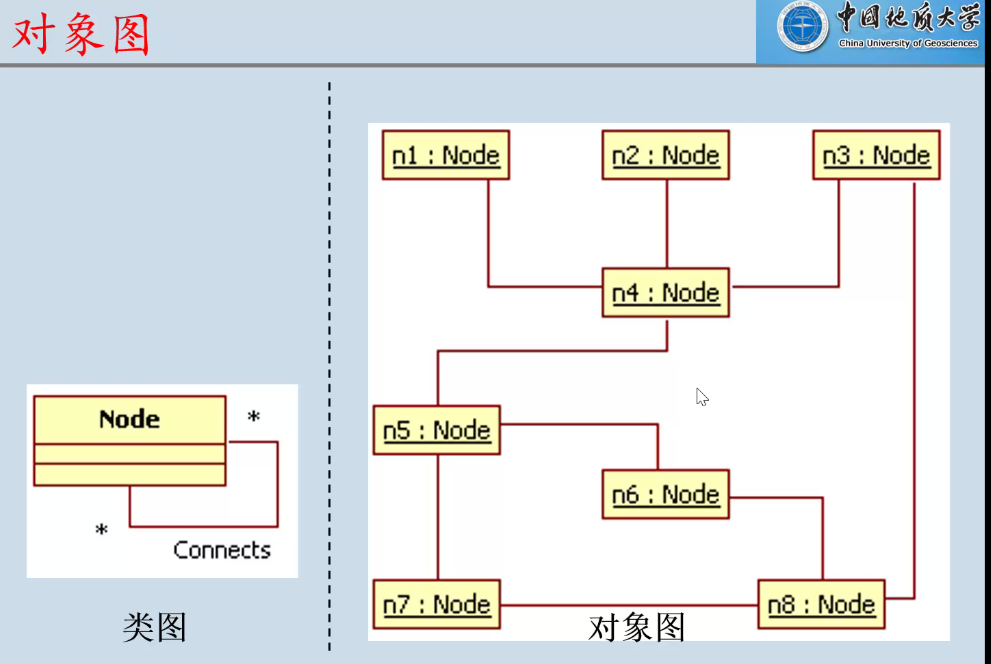 对象图
中国地质大学
China University of Geosciences
n1 : Node
n2 : Node
n3 : Node
n4 : Node
n5 : Node
n6 : Node
n7 : Node
n8 : Node
对象图
Node
*
*
Connects
类图